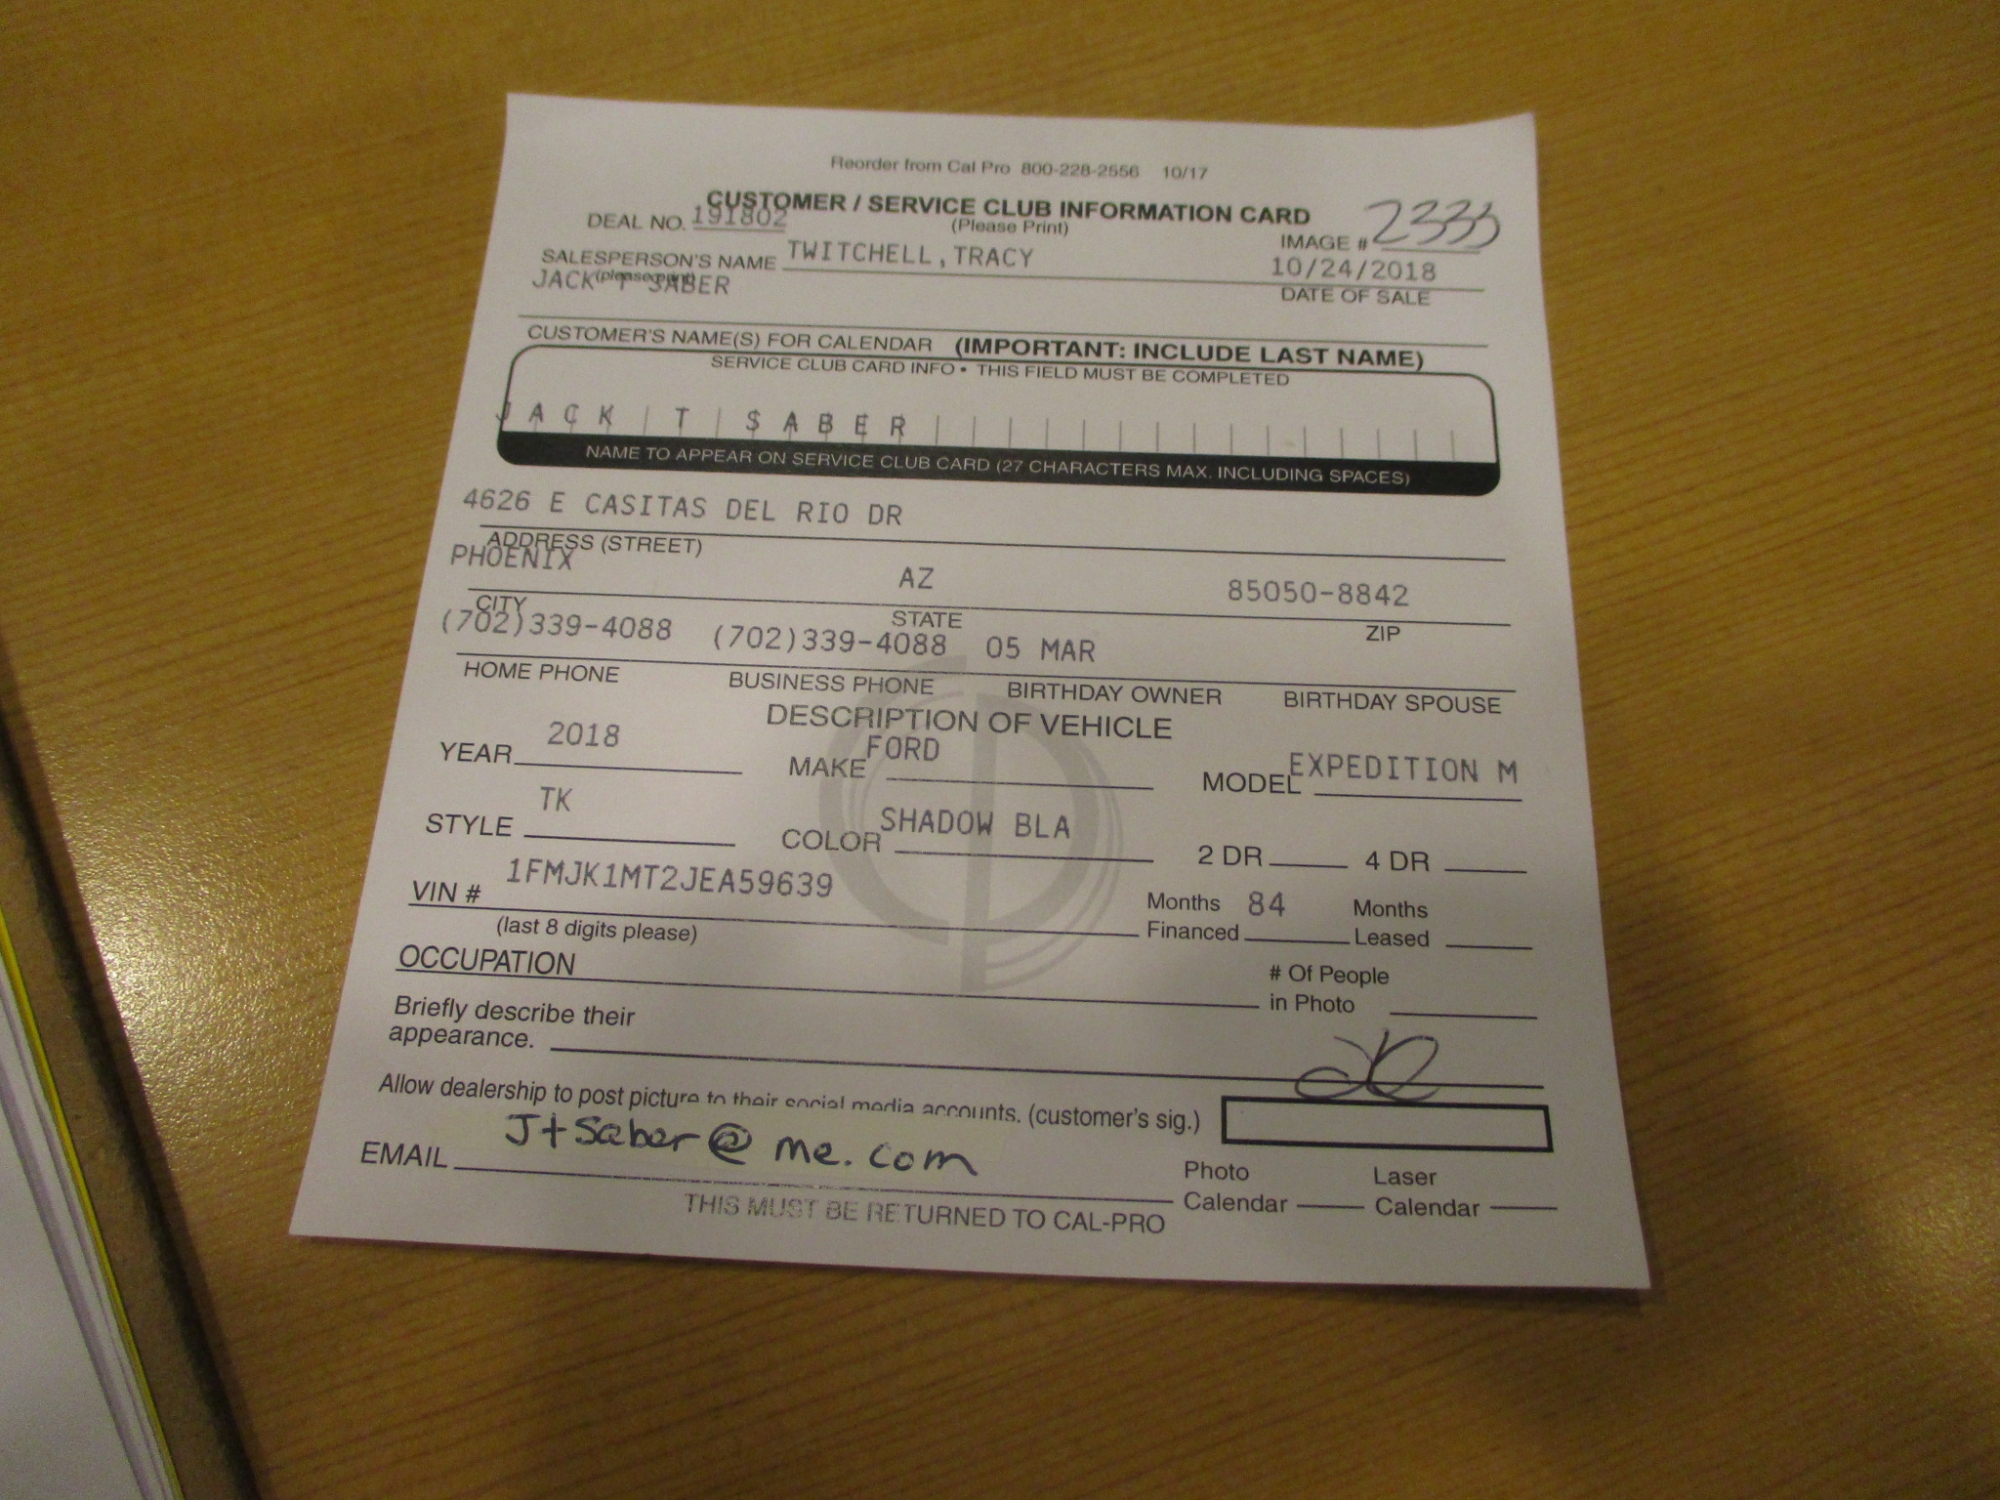 Reorder from Cal Pro 800-228-2556 10/17
CUSTOMER / SERVICE CLUB INFORMATION CARD
(Please Print)
DEAL NO. 191802
IMAGE # 2333
SALESPERSON'S NAME TWITCHELL,TRACY 10/24/2018
(please print)
JACK T SABER
DATE OF SALE
CUSTOMER'S NAME(S) FOR CALENDAR (IMPORTANT: INCLUDE LAST NAME)
SERVICE CLUB CARD INFO • THIS FIELD MUST BE COMPLETED
JACK T SABER
NAME TO APPEAR ON SERVICE CLUB CARD (27 CHARACTERS MAX. INCLUDING SPACES)
4626 E CASITAS DEL RIO DR
ADDRESS (STREET)
PHOENIX AZ 85050-8842
CITY STATE ZIP
(702)339-4088 (702)339-4088 05 MAR
HOME PHONE BUSINESS PHONE BIRTHDAY OWNER BIRTHDAY SPOUSE
DESCRIPTION OF VEHICLE
YEAR 2018 MAKE FORD MODEL EXPEDITION M
STYLE TK COLOR SHADOW BLA 2 DR 4 DR
VIN # 1FMJK1MT2JEA59639 Months Financed 84 Months Leased
(last 8 digits please)
OCCUPATION # Of People in Photo
Briefly describe their
appearance.
Allow dealership to post picture to their social media accounts. (customer's sig.)
EMAIL Jtsaber@me.com
Photo Calendar Laser Calendar
THIS MUST BE RETURNED TO CAL-PRO